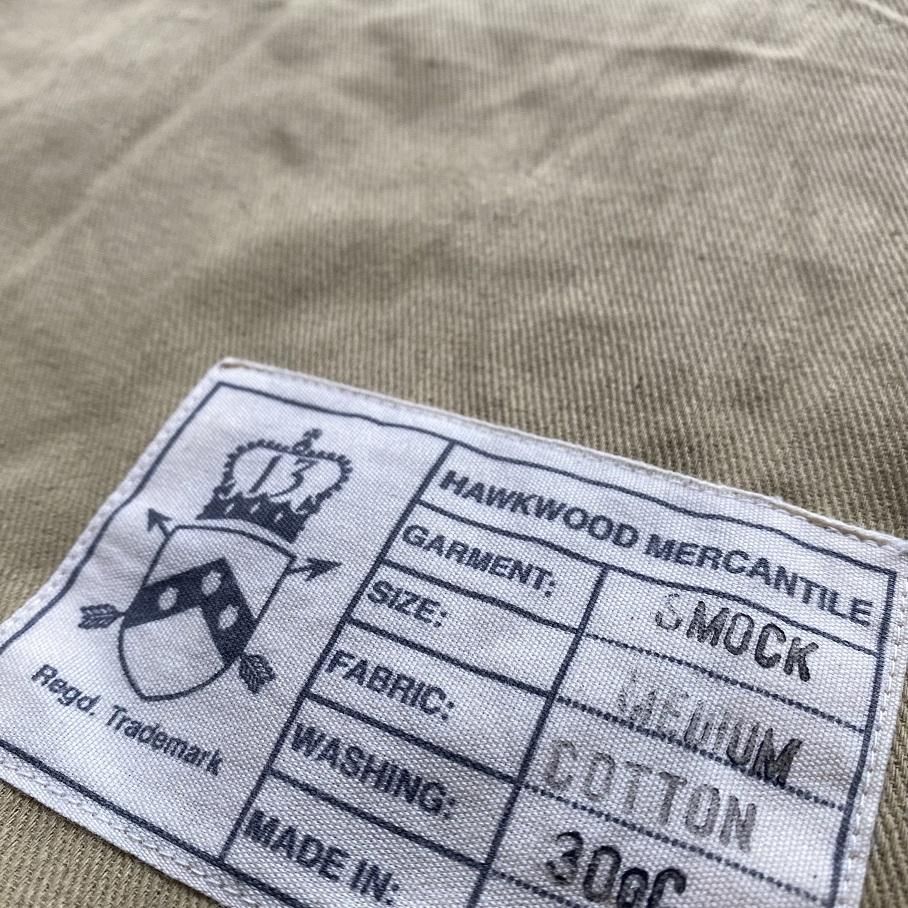 13
Regd. Trademark
HAWKWOOD MERCANTILE
GARMENT: SMOCK
SIZE: MEDIUM
FABRIC: COTTON
WASHING: 30ºC
MADE IN: